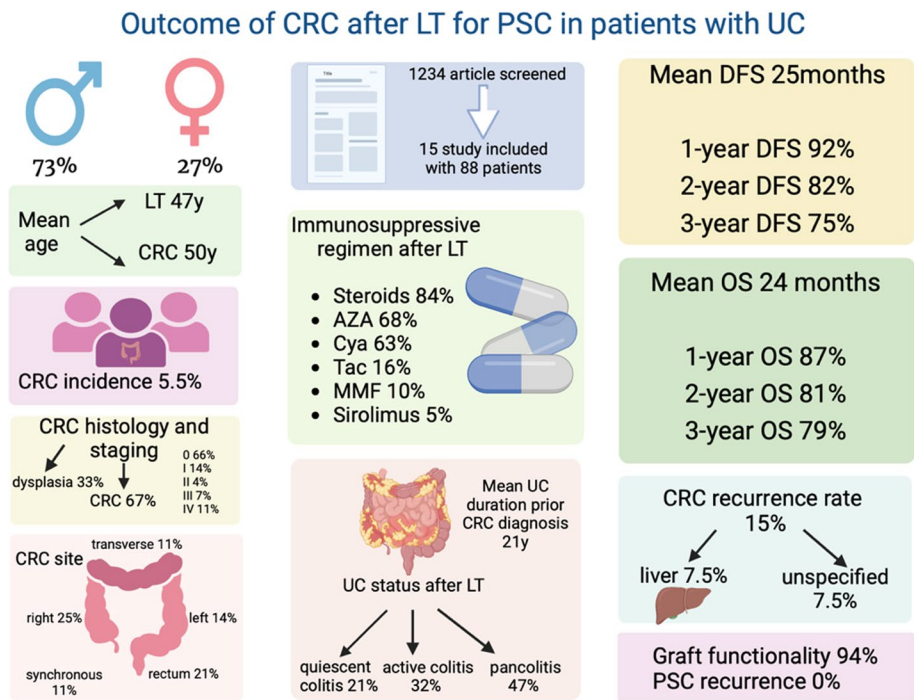 Outcome of CRC after LT for PSC in patients with UC
73%
27%
Mean
age
LT 47y
CRC 50y
CRC incidence 5.5%
CRC histology and
staging
dysplasia 33%
CRC 67%
0 66%
I 14%
II 4%
III 7%
IV 11%
CRC site
transverse 11%
right 25%
left 14%
synchronous
11%
rectum 21%
Title
1234 article screened
15 study included
with 88 patients
Immunosuppressive
regimen after LT
• Steroids 84%
• AZA 68%
• Cya 63%
• Tac 16%
• MMF 10%
• Sirolimus 5%
Mean UC
duration prior
CRC diagnosis
21y
UC status after LT
quiescent
colitis 21%
active colitis
32%
pancolitis
47%
Mean DFS 25months
1-year DFS 92%
2-year DFS 82%
3-year DFS 75%
Mean OS 24 months
1-year OS 87%
2-year OS 81%
3-year OS 79%
CRC recurrence rate
15%
liver 7.5%
unspecified
7.5%
Graft functionality 94%
PSC recurrence 0%